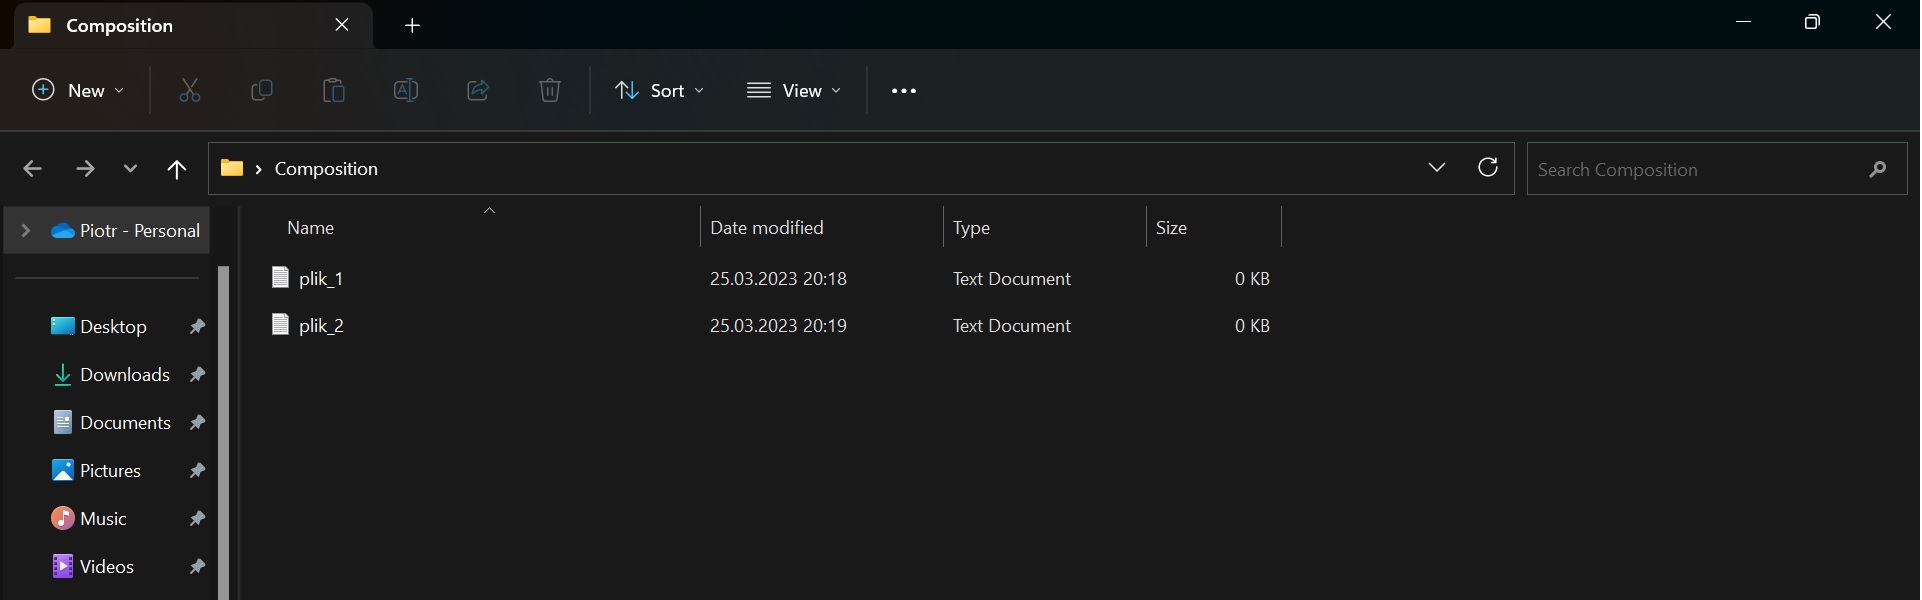 Composition
New
Sort
View
Composition
Search Composition
Piotr - Personal
Name Date modified Type Size
plik_1 25.03.2023 20:18 Text Document 0 KB
plik_2 25.03.2023 20:19 Text Document 0 KB
Desktop
Downloads
Documents
Pictures
Music
Videos